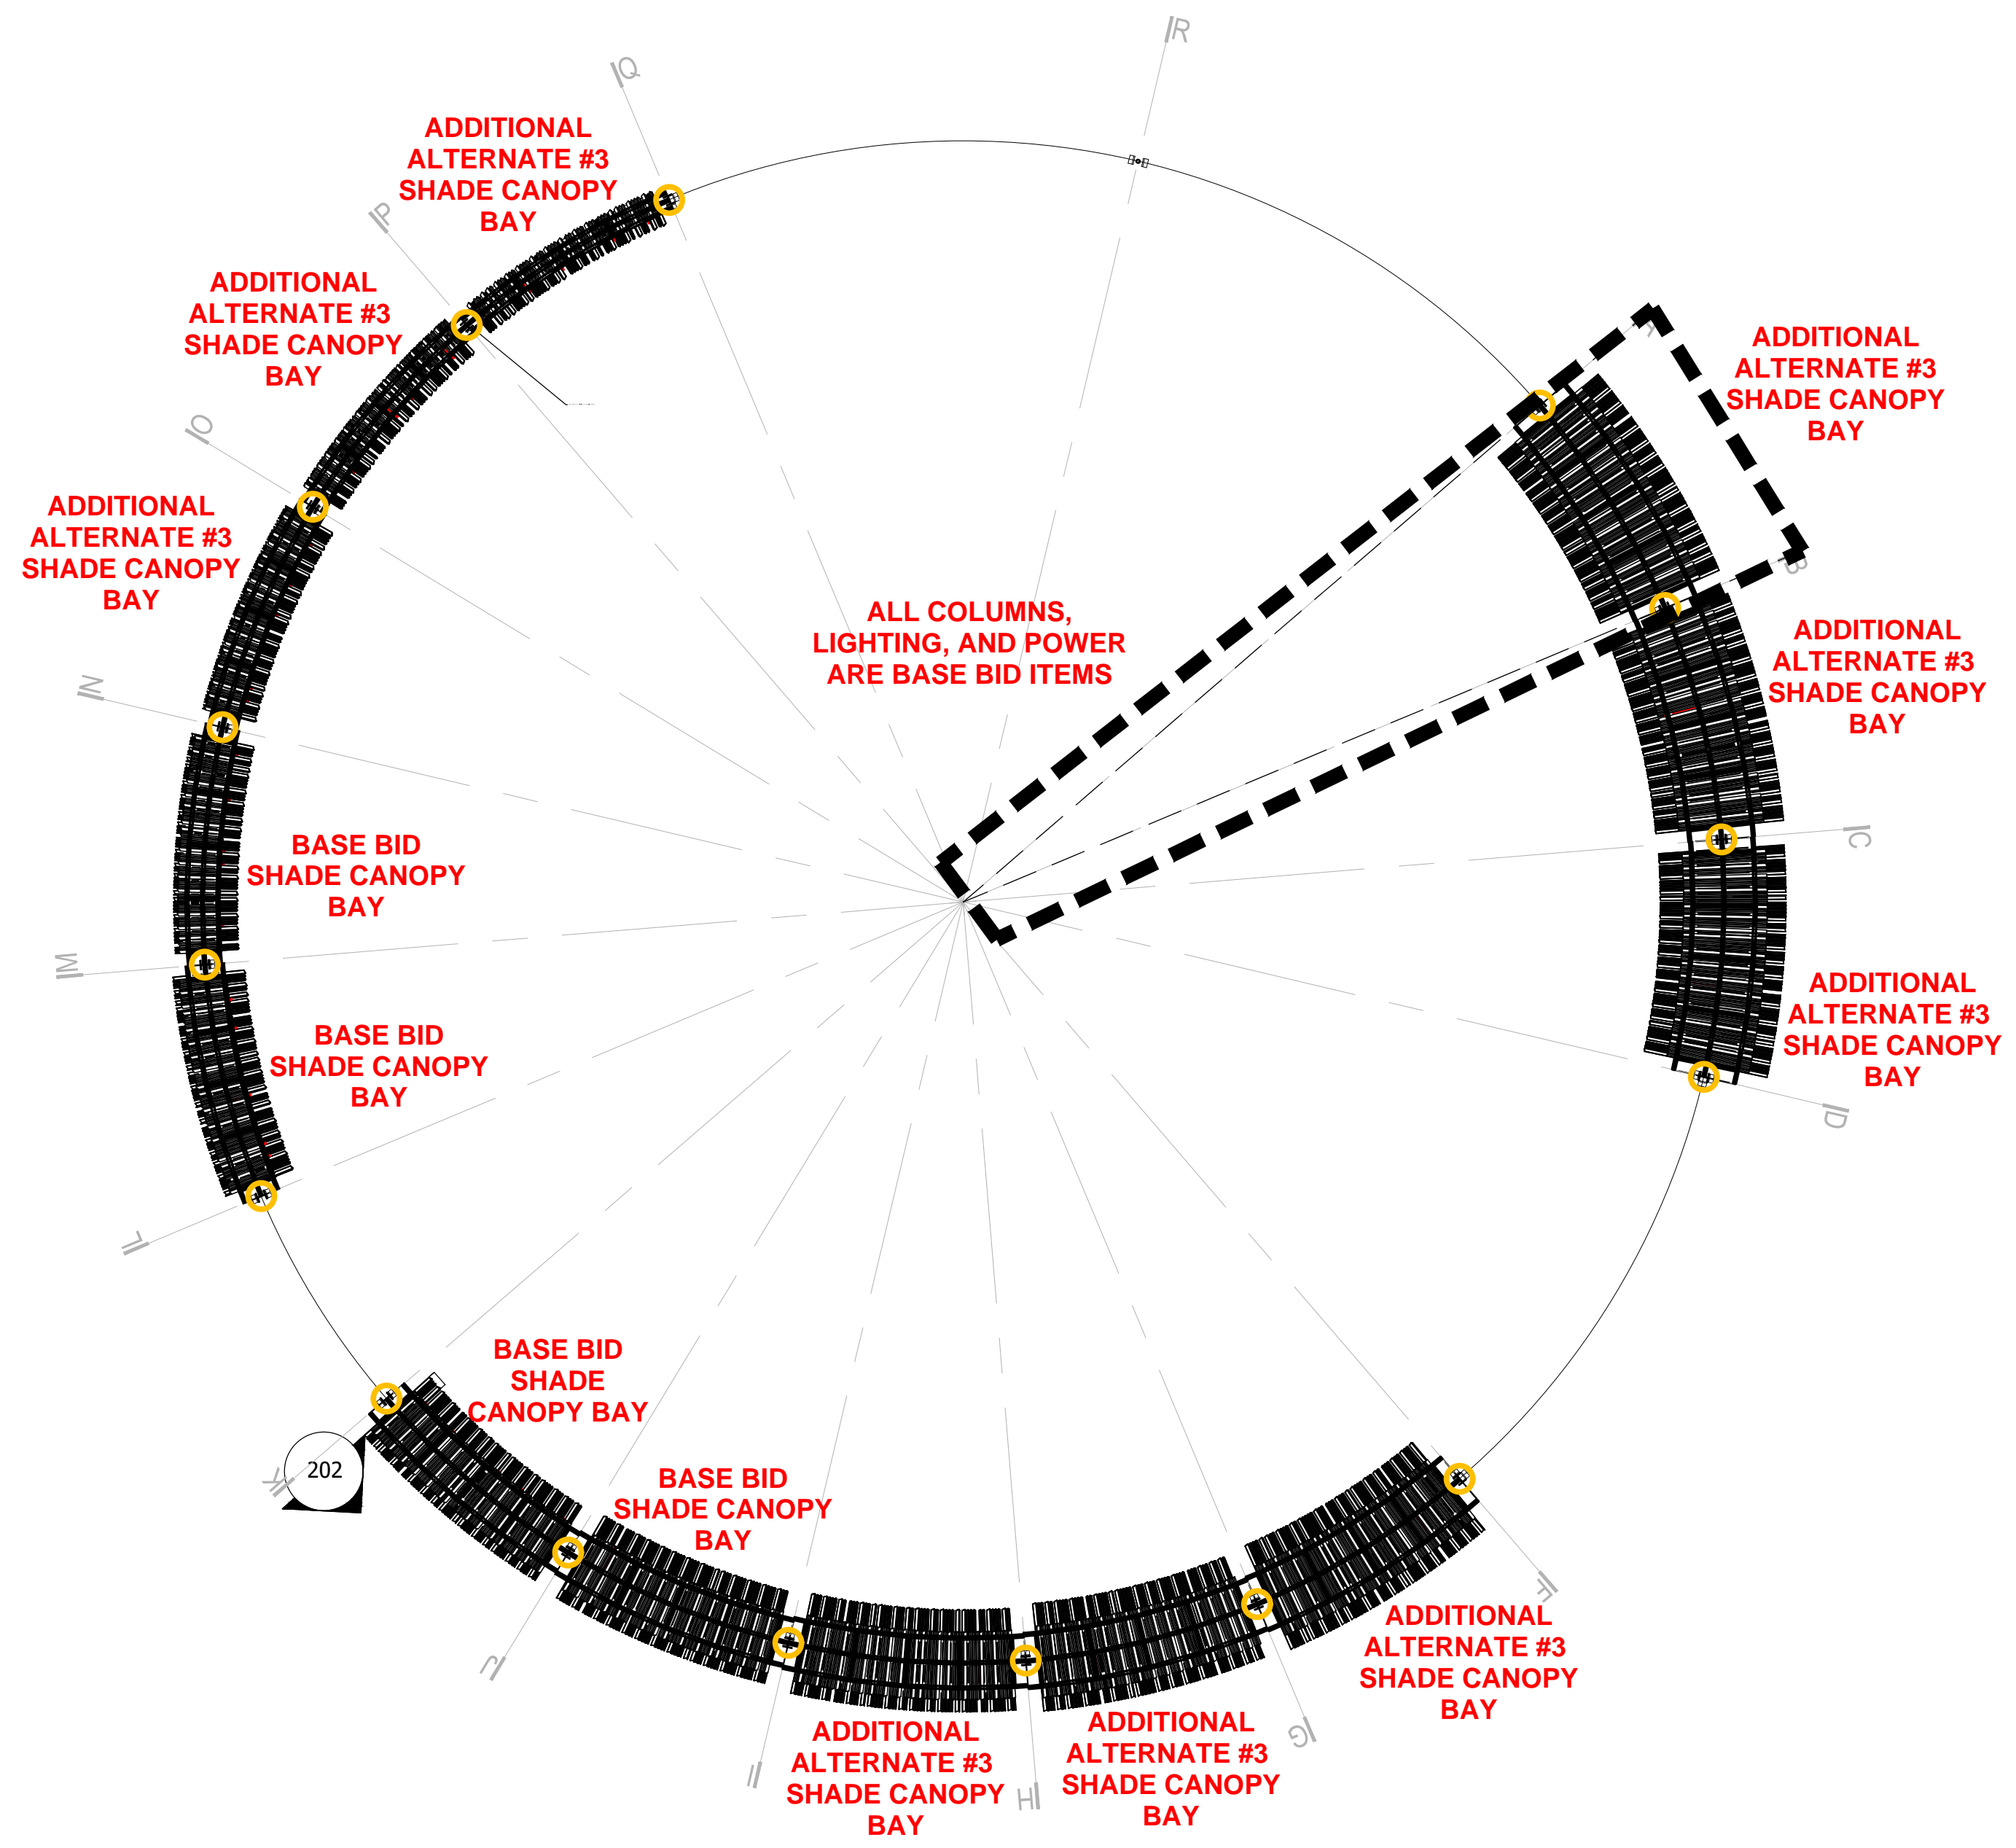 R
Q
ADDITIONAL
ALTERNATE #3
SHADE CANOPY
BAY
P
ADDITIONAL
ALTERNATE #3
SHADE CANOPY
BAY
ADDITIONAL
ALTERNATE #3
SHADE CANOPY
BAY
O
ADDITIONAL
ALTERNATE #3
SHADE CANOPY
BAY
B
ALL COLUMNS,
LIGHTING, AND POWER
ARE BASE BID ITEMS
ADDITIONAL
ALTERNATE #3
SHADE CANOPY
BAY
N
BASE BID
SHADE CANOPY
BAY
C
M
ADDITIONAL
ALTERNATE #3
SHADE CANOPY
BAY
BASE BID
SHADE CANOPY
BAY
D
L
BASE BID
SHADE
CANOPY BAY
202
K
BASE BID
SHADE CANOPY
BAY
F
ADDITIONAL
ALTERNATE #3
SHADE CANOPY
BAY
J
ADDITIONAL
ALTERNATE #3
SHADE CANOPY
BAY
G
ADDITIONAL
ALTERNATE #3
SHADE CANOPY
BAY
I
H